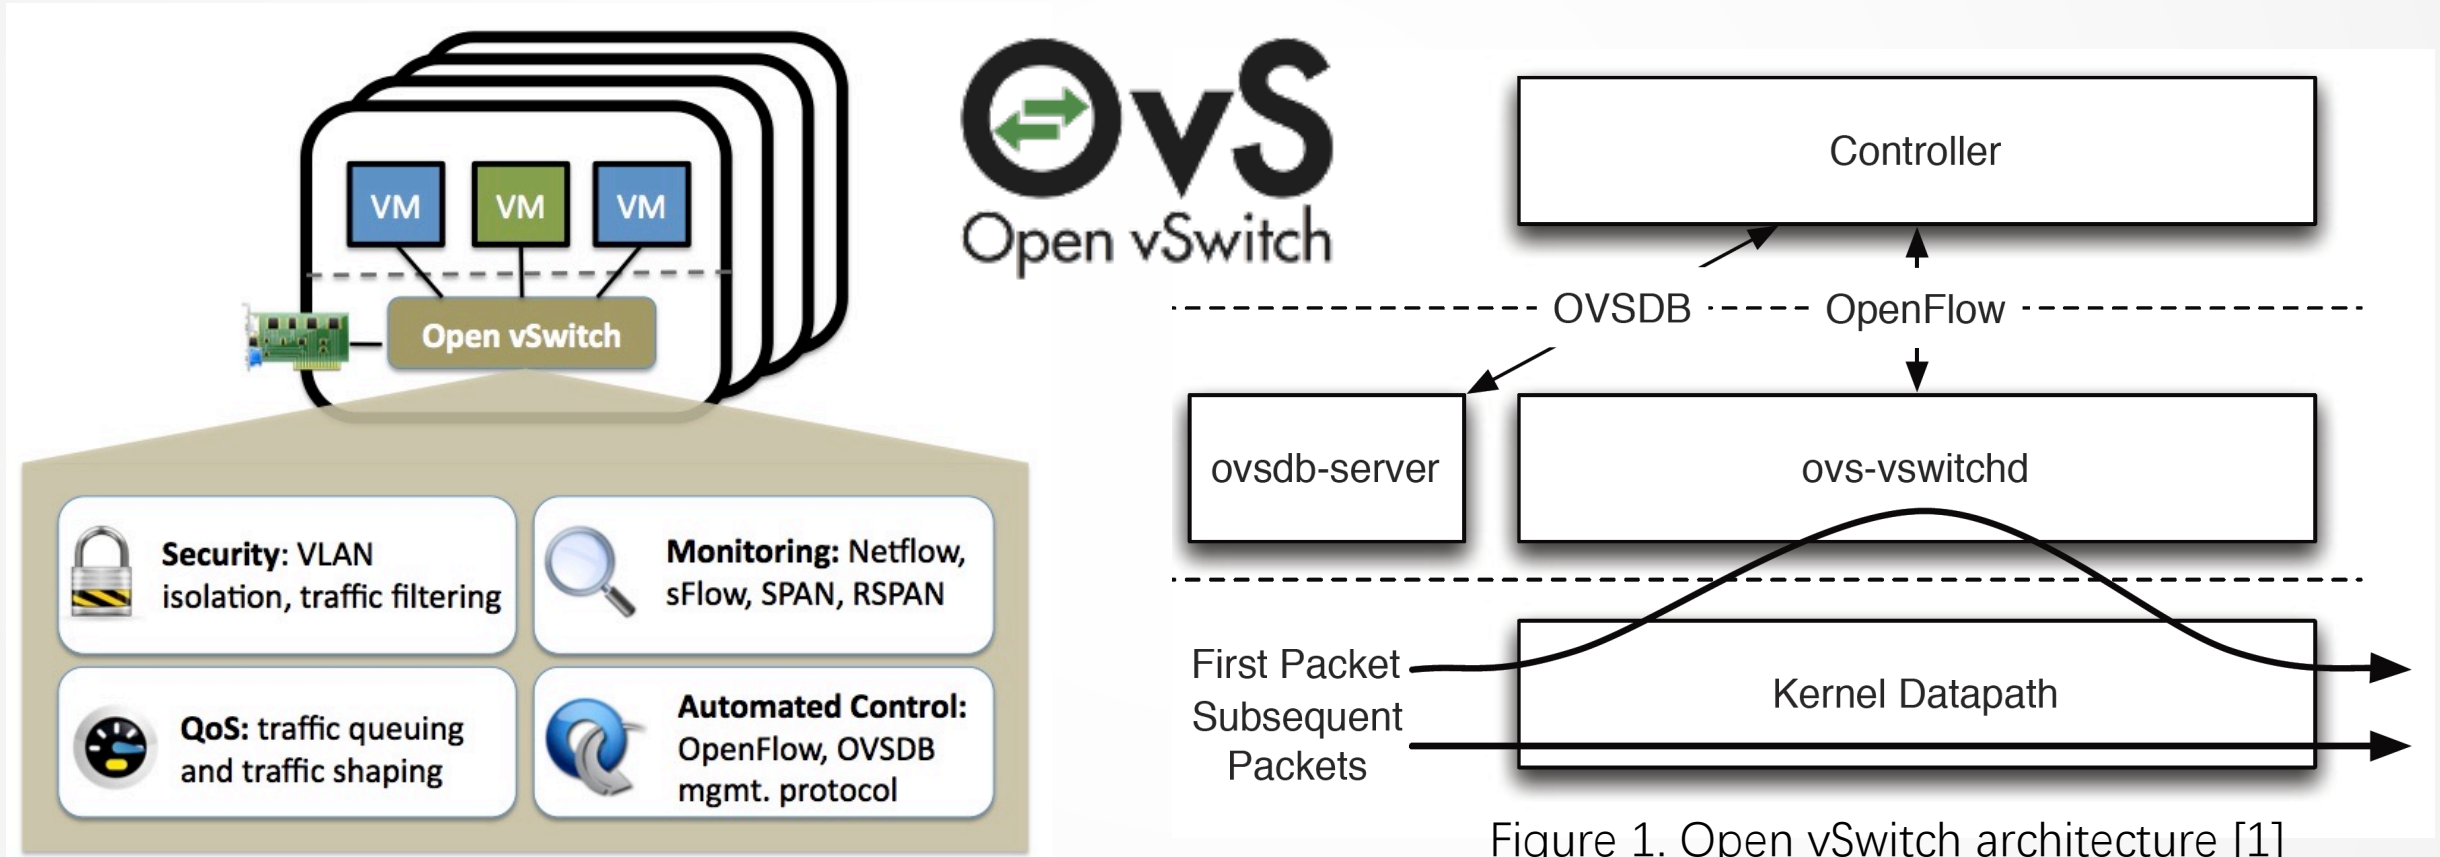 VM VM VM
Open vSwitch
Security: VLAN
isolation, traffic filtering
Monitoring: Netflow,
sFlow, SPAN, RSPAN
QoS: traffic queuing
and traffic shaping
Automated Control:
OpenFlow, OVSDB
mgmt. protocol
OvS
Open vSwitch
Controller
OVSDB OpenFlow
ovsdb-server
ovs-vswitchd
First Packet
Subsequent
Packets
Kernel Datapath
Figure 1. Open vSwitch architecture [1]